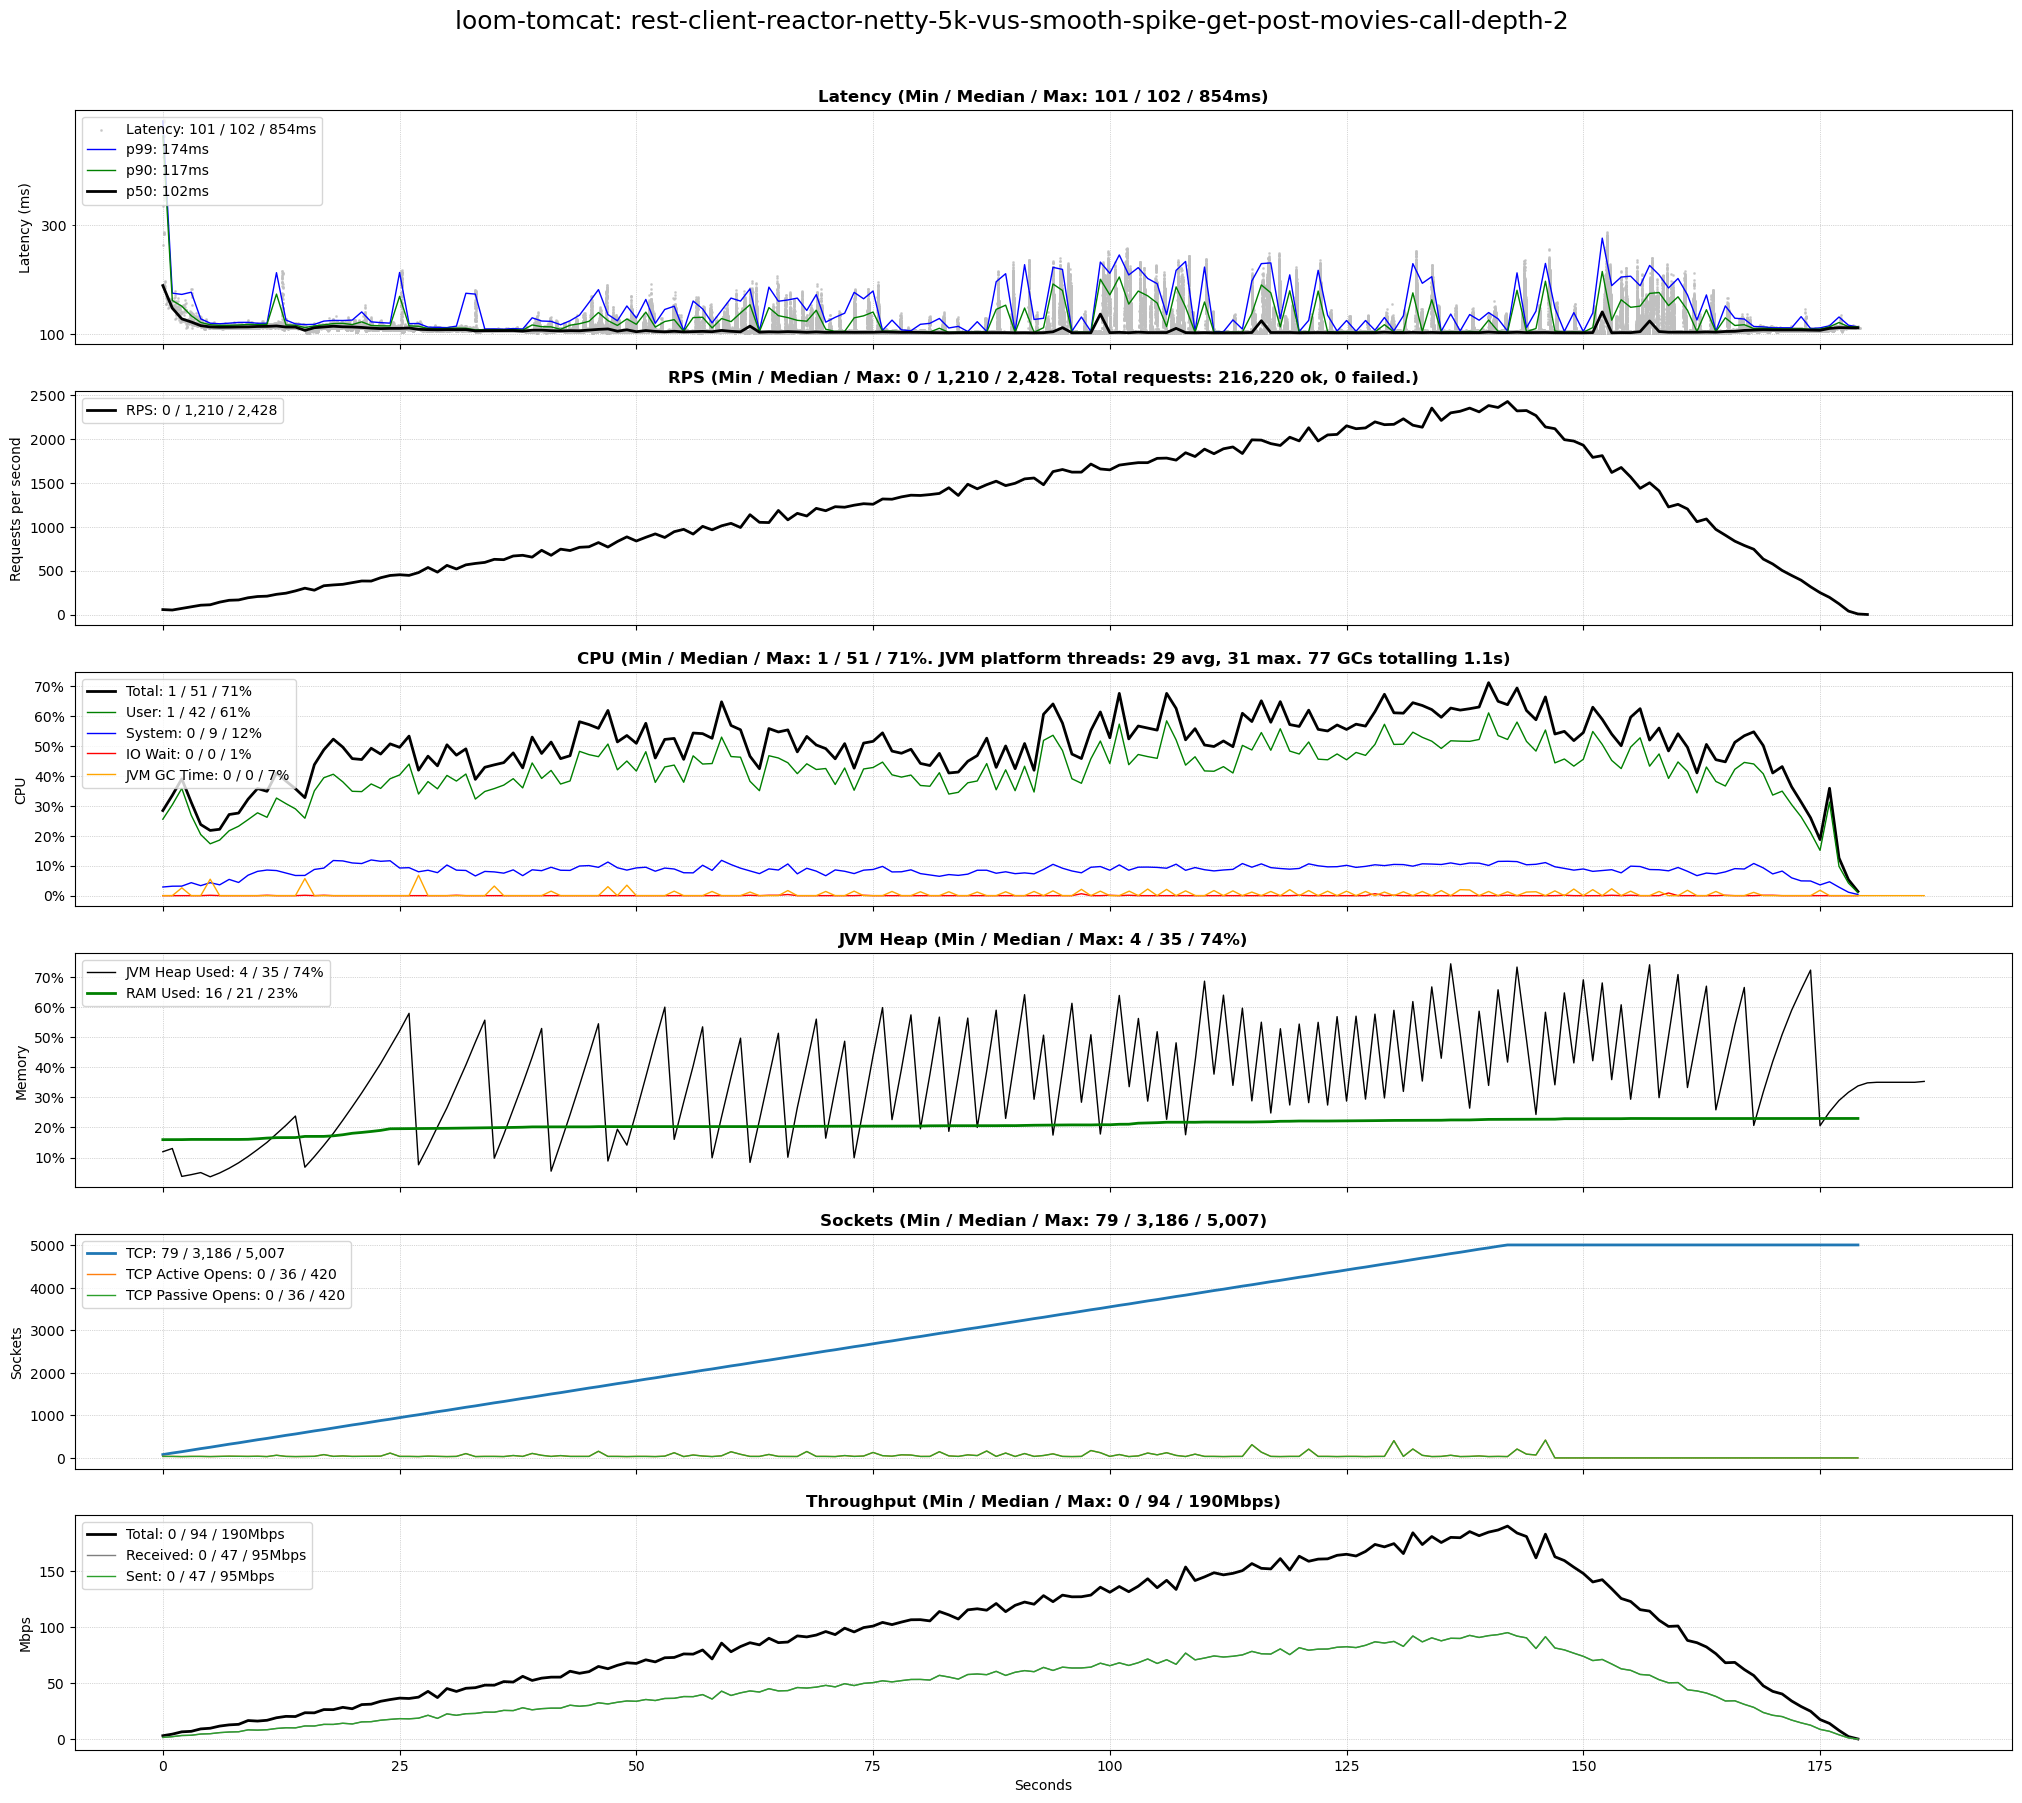 loom-tomcat: rest-client-reactor-netty-5k-vus-smooth-spike-get-post-movies-call-depth-2
Latency (Min / Median / Max: 101 / 102 / 854ms)
Latency: 101 / 102 / 854ms
p99: 174ms
p90: 117ms
p50: 102ms
Latency (ms)
300
100
RPS (Min / Median / Max: 0 / 1,210 / 2,428. Total requests: 216,220 ok, 0 failed.)
RPS: 0 / 1,210 / 2,428
Requests per second
2500
2000
1500
1000
500
0
CPU (Min / Median / Max: 1 / 51 / 71%. JVM platform threads: 29 avg, 31 max. 77 GCs totalling 1.1s)
Total: 1 / 51 / 71%
User: 1 / 42 / 61%
System: 0 / 9 / 12%
IO Wait: 0 / 0 / 1%
JVM GC Time: 0 / 0 / 7%
CPU
70%
60%
50%
40%
30%
20%
10%
0%
JVM Heap (Min / Median / Max: 4 / 35 / 74%)
JVM Heap Used: 4 / 35 / 74%
RAM Used: 16 / 21 / 23%
Memory
70%
60%
50%
40%
30%
20%
10%
Sockets (Min / Median / Max: 79 / 3,186 / 5,007)
TCP: 79 / 3,186 / 5,007
TCP Active Opens: 0 / 36 / 420
TCP Passive Opens: 0 / 36 / 420
Sockets
5000
4000
3000
2000
1000
0
Throughput (Min / Median / Max: 0 / 94 / 190Mbps)
Total: 0 / 94 / 190Mbps
Received: 0 / 47 / 95Mbps
Sent: 0 / 47 / 95Mbps
Mbps
150
100
50
0
0 25 50 75 100 125 150 175
Seconds